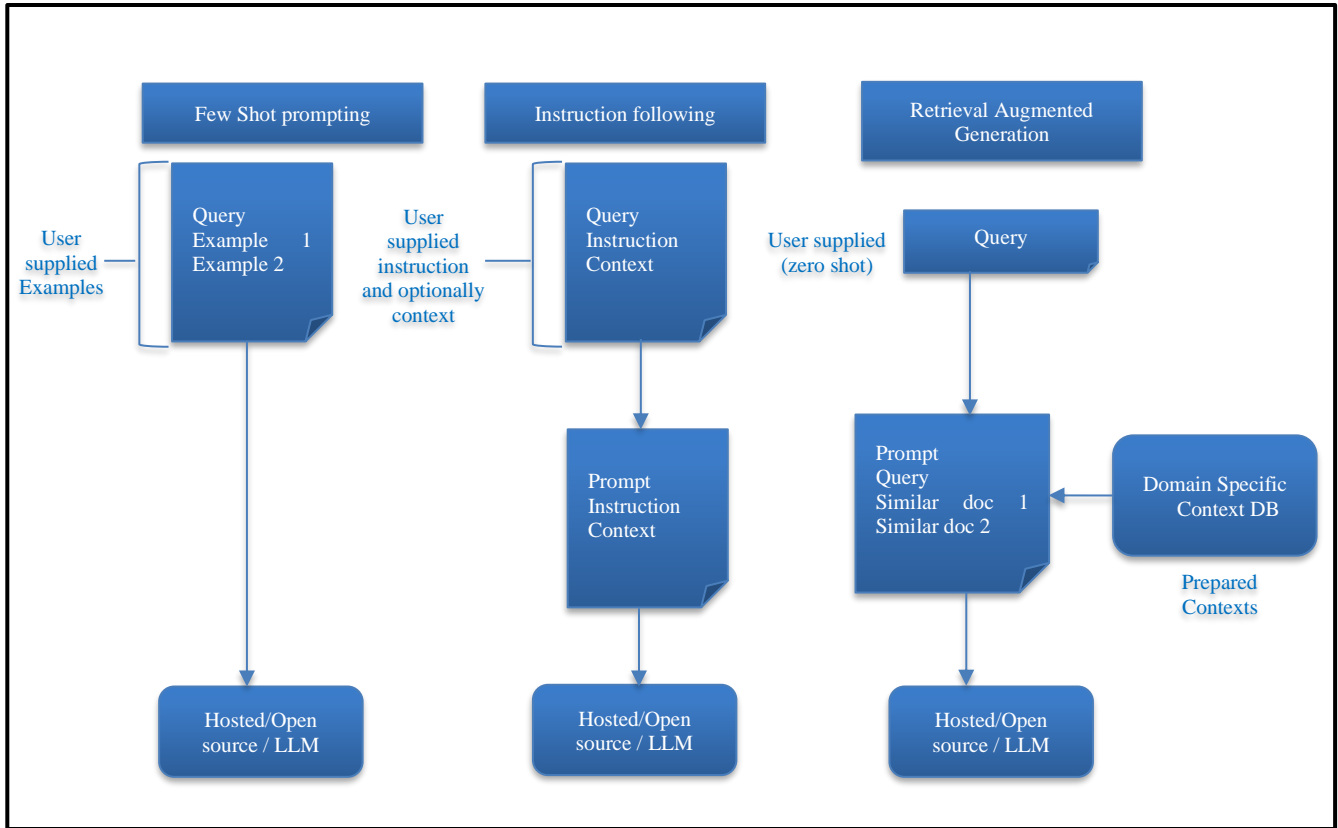 Few Shot prompting
User
supplied
Examples
Query
Example 1
Example 2
Hosted/Open
source / LLM
Instruction following
User
supplied
instruction
and optionally
context
Query
Instruction
Context
Prompt
Instruction
Context
Hosted/Open
source / LLM
Retrieval Augmented
Generation
User supplied
(zero shot)
Query
Prompt
Query
Similar doc 1
Similar doc 2
Domain Specific
Context DB
Prepared
Contexts
Hosted/Open
source / LLM